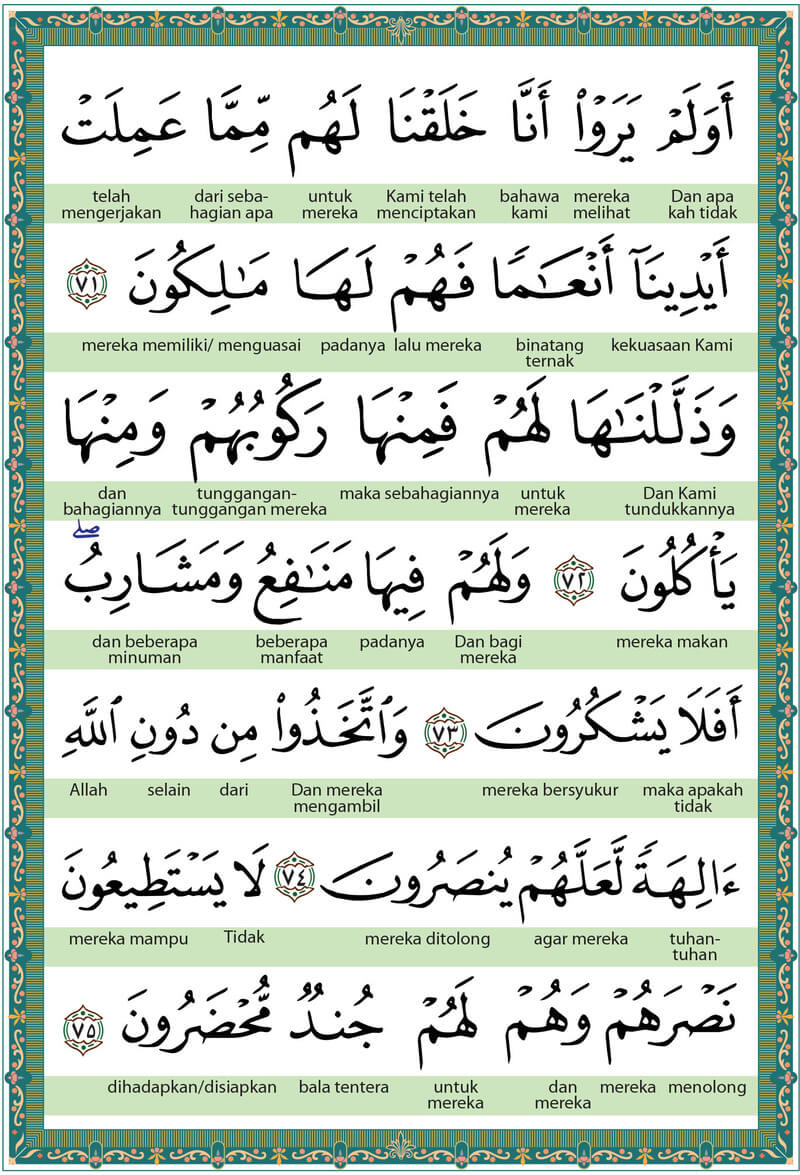 أَوَلَمْ يَرَوْا۟ أَنَّا خَلَقْنَا لَهُم مِّمَّا عَمِلَتْ
Dan apa kah tidak mereka melihat bahawa kami Kami telah menciptakan untuk mereka dari seba-hagian apa telah mengerjakan
أَيْدِينَآ أَنْعَـٰمًا فَهُمْ لَهَا مَـٰلِكُونَ ٧١
kekuasaan Kami binatang ternak lalu mereka padanya mereka memiliki/ menguasai
وَذَلَّلْنَـٰهَا لَهُمْ فَمِنْهَا رَكُوبُهُمْ وَمِنْهَا
Dan Kami tundukkannya untuk mereka maka sebahagiannya tunggangan-tunggangan mereka dan bahagiannya
يَأْكُلُونَ ٧٢ وَلَهُمْ فِيهَا مَنَـٰفِعُ وَمَشَارِبُ ۖ
mereka makan Dan bagi mereka padanya beberapa manfaat dan beberapa minuman
أَفَلَا يَشْكُرُونَ ٧٣ وَٱتَّخَذُوا۟ مِن دُونِ ٱللَّهِ
maka apakah tidak mereka bersyukur Dan mereka mengambil dari selain Allah
ءَالِهَةً لَّعَلَّهُمْ يُنصَرُونَ ٧٤ لَا يَسْتَطِيعُونَ
tuhan-tuhan agar mereka mereka ditolong Tidak mereka mampu
نَصْرَهُمْ وَهُمْ لَهُمْ جُندٌ مُّحْضَرُونَ ٧٥
menolong mereka dan mereka untuk mereka bala tentera dihadapkan/disiapkan